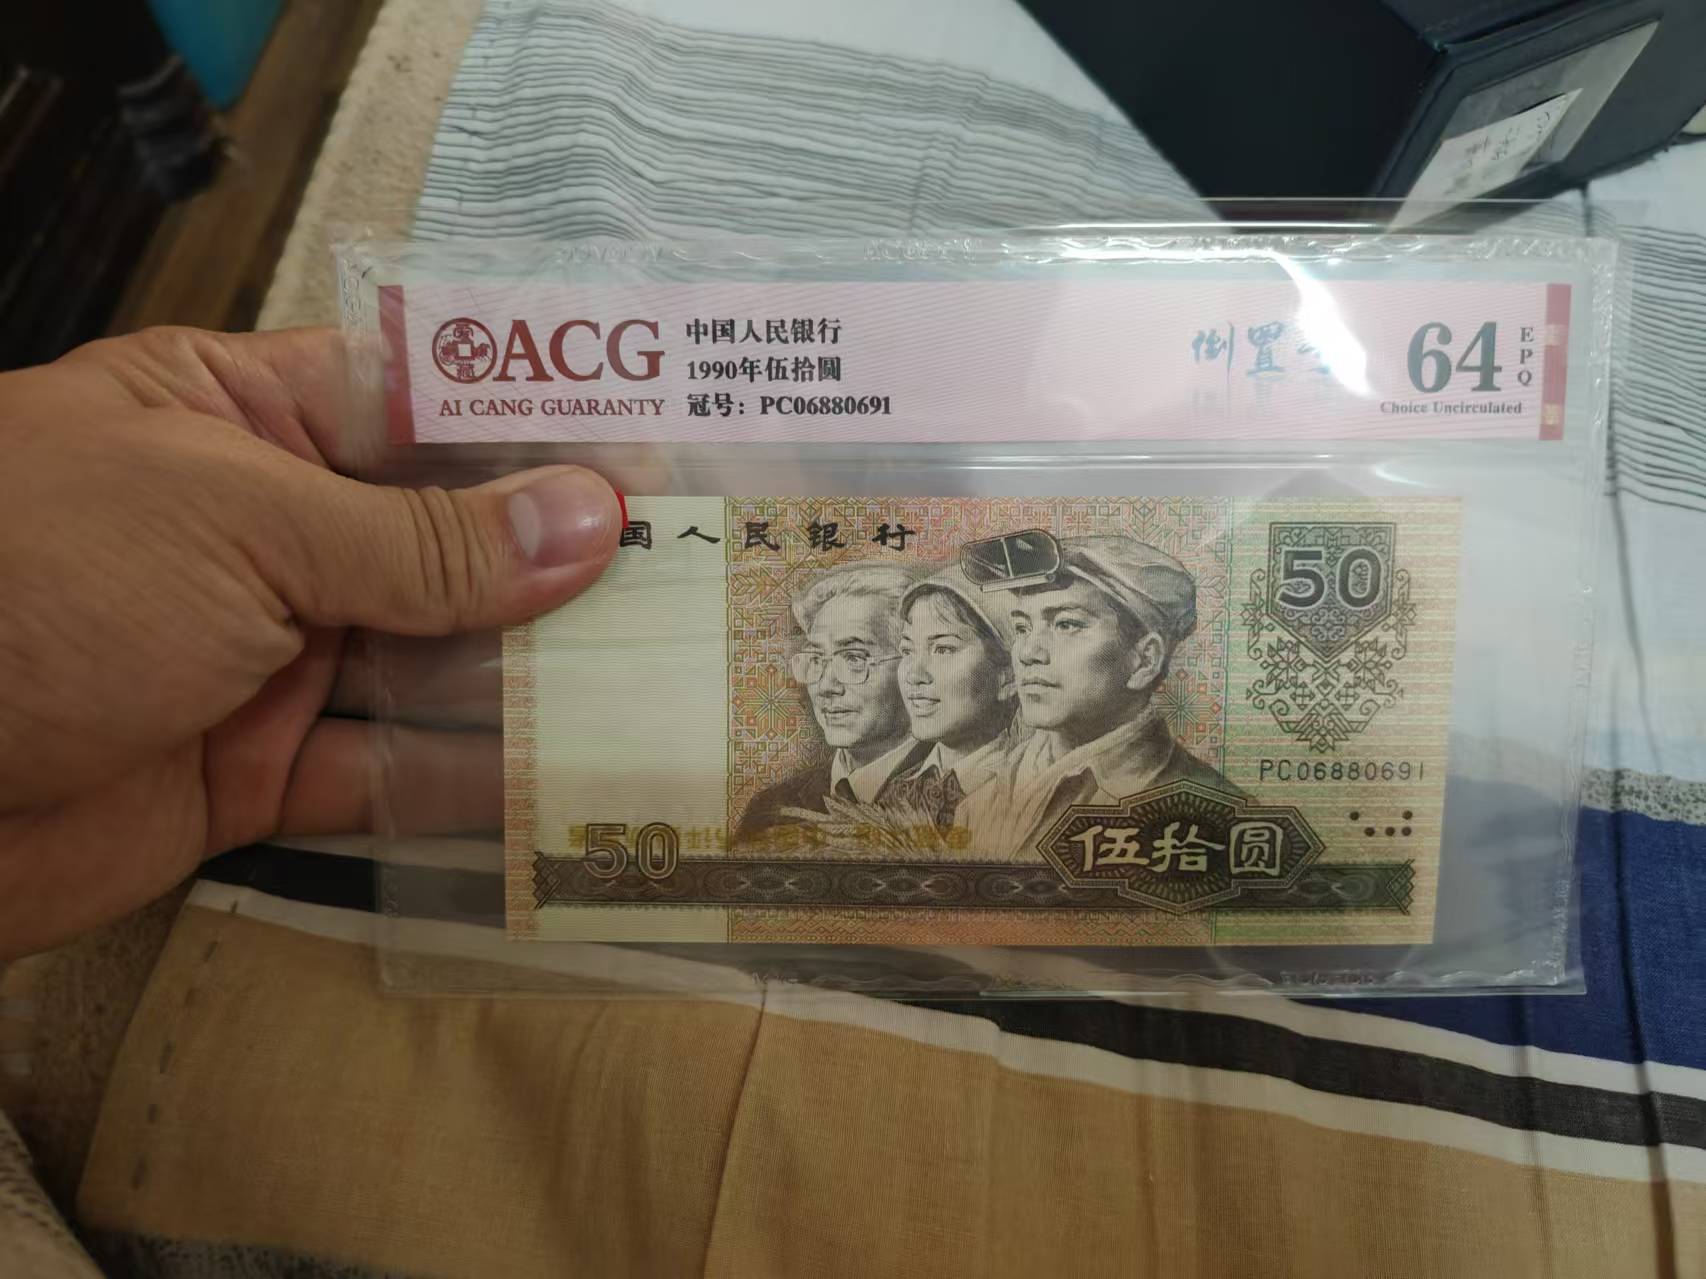 ACG
AI CANG GUARANTY
中国人民银行
1990年伍拾圆
冠号：PC06880691
倒置
64
EPQ
Choice Uncirculated
国人民银行
50
PC06880691
50
伍拾圆